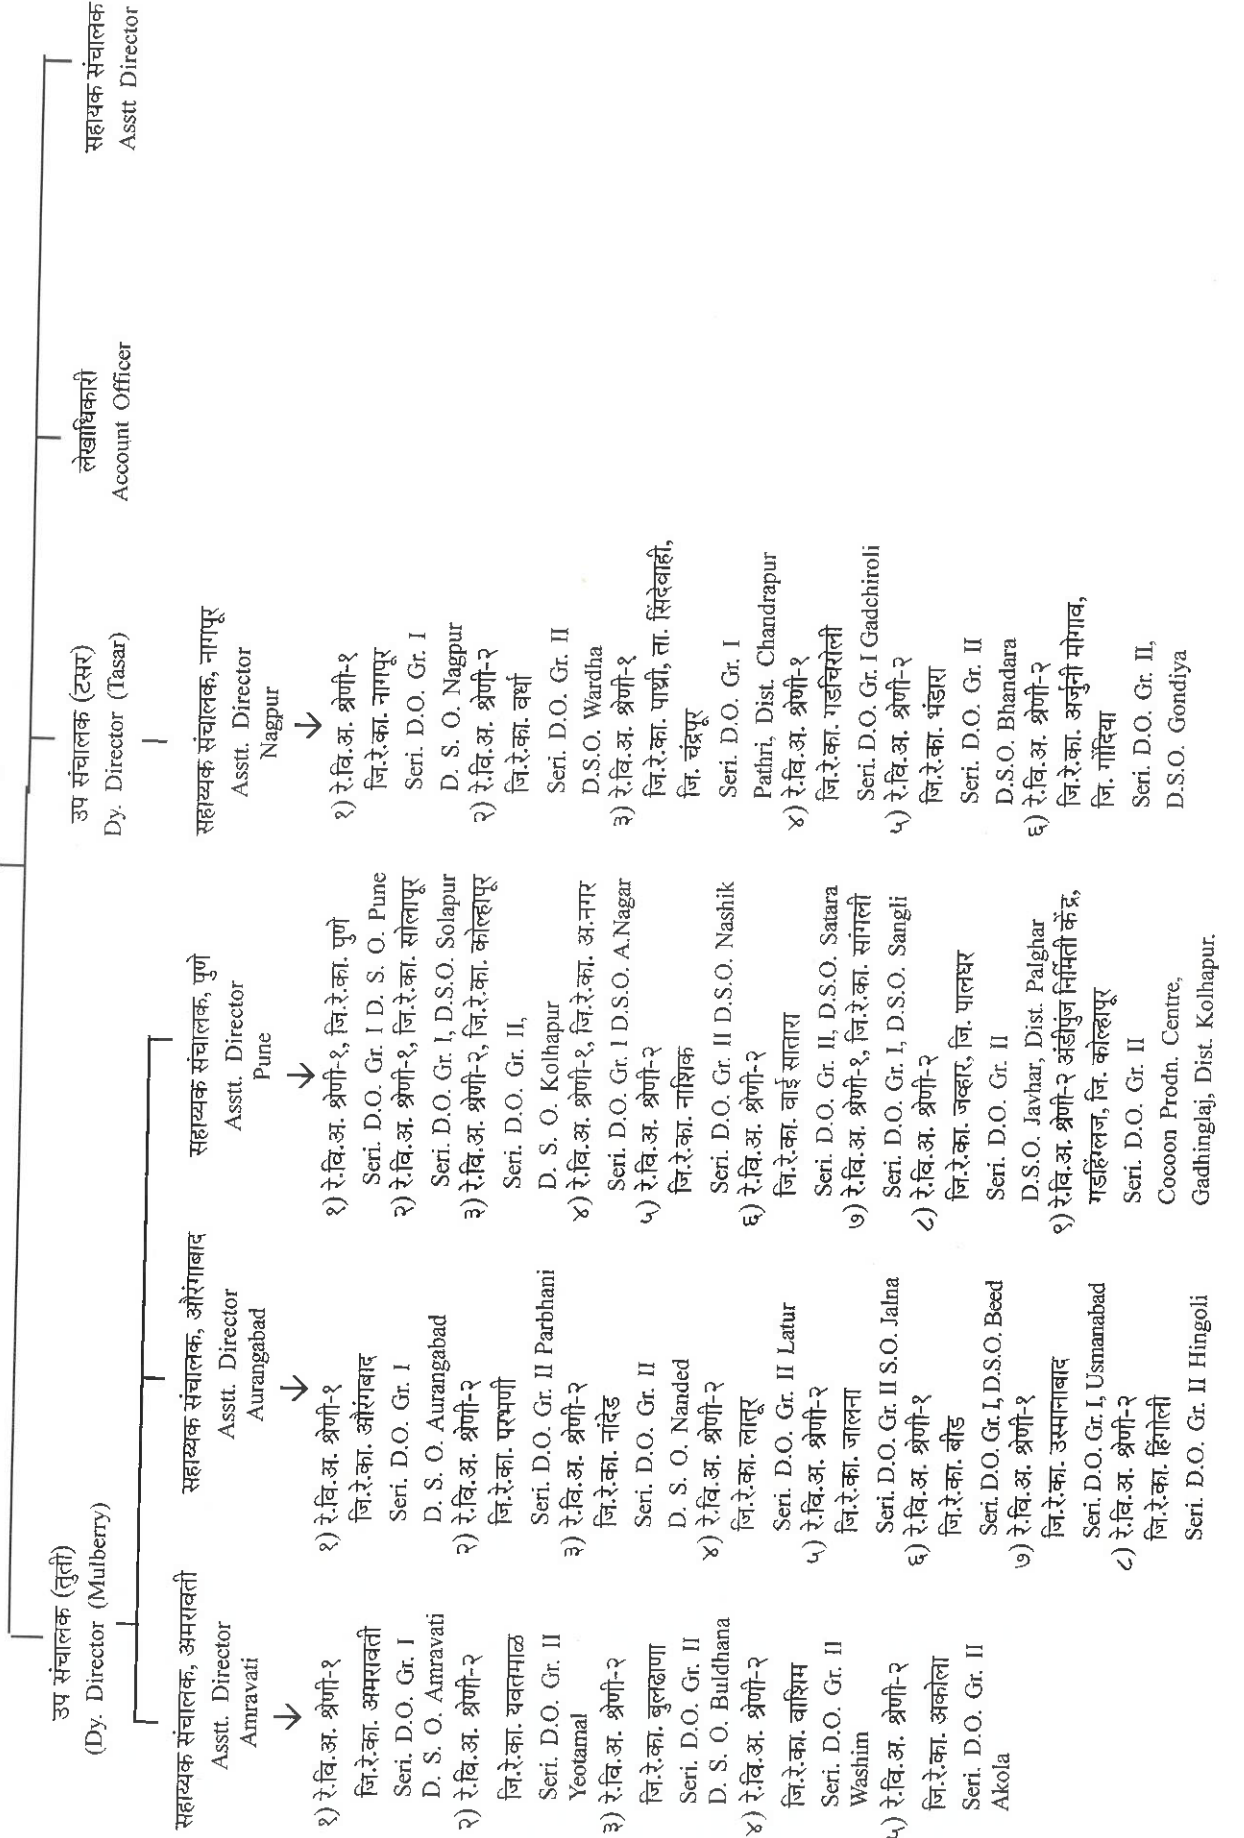 उप संचालक (तुती)
(Dy. Director (Mulberry)
उप संचालक (टसर)
Dy. Director (Tasar)
लेखाधिकारी
Account Officer
सहायक संचालक
Asstt Director
सहाय्यक संचालक, अमरावती
Asstt. Director
Amravati
१) रे.वि.अ. श्रेणी-१
जि.रे.का. अमरावती
Seri. D.O. Gr. I
D. S. O. Amravati
२) रे.वि.अ. श्रेणी-२
जि.रे.का. यवतमाळ
Seri. D.O. Gr. II
Yeotamal
३) रे.वि.अ. श्रेणी-२
जि.रे.का. बुलढाणा
Seri. D.O. Gr. II
D. S. O. Buldhana
४) रे.वि.अ. श्रेणी-२
जि.रे.का. वाशिम
Seri. D.O. Gr. II
Washim
५) रे.वि.अ. श्रेणी-२
जि.रे.का. अकोला
Seri. D.O. Gr. II
Akola
सहाय्यक संचालक, औरंगाबाद
Asstt. Director
Aurangabad
१) रे.वि.अ. श्रेणी-१
जि.रे.का. औरंगबाद
Seri. D.O. Gr. I
D. S. O. Aurangabad
२) रे.वि.अ. श्रेणी-२
जि.रे.का. परभणी
Seri. D.O. Gr. II Parbhani
३) रे.वि.अ. श्रेणी-२
जि.रे.का. नांदेड
Seri. D.O. Gr. II
D. S. O. Nanded
४) रे.वि.अ. श्रेणी-२
जि.रे.का. लातूर
Seri. D.O. Gr. II Latur
५) रे.वि.अ. श्रेणी-२
जि.रे.का. जालना
Seri. D.O. Gr. II S.O. Jalna
६) रे.वि.अ. श्रेणी-१
जि.रे.का. बीड
Seri. D.O. Gr. I, D.S.O. Beed
७) रे.वि.अ. श्रेणी-१
जि.रे.का. उस्मानाबाद
Seri. D.O. Gr. I, Usmanabad
८) रे.वि.अ. श्रेणी-२
जि.रे.का. हिंगोली
Seri. D.O. Gr. II Hingoli
सहाय्यक संचालक, पुणे
Asstt. Director
Pune
१) रे.वि.अ. श्रेणी-१, जि.रे.का. पुणे
Seri. D.O. Gr. I D. S. O. Pune
२) रे.वि.अ. श्रेणी-१, जि.रे.का. सोलापूर
Seri. D.O. Gr. I, D.S.O. Solapur
३) रे.वि.अ. श्रेणी-२, जि.रे.का. कोल्हापूर
Seri. D.O. Gr. II,
D. S. O. Kolhapur
४) रे.वि.अ. श्रेणी-१, जि.रे.का. अ.नगर
Seri. D.O. Gr. I D.S.O. A.Nagar
५) रे.वि.अ. श्रेणी-२
जि.रे.का. नाशिक
Seri. D.O. Gr. II D.S.O. Nashik
६) रे.वि.अ. श्रेणी-२
जि.रे.का. वाई सातारा
Seri. D.O. Gr. II, D.S.O. Satara
७) रे.वि.अ. श्रेणी-१, जि.रे.का. सांगली
Seri. D.O. Gr. I, D.S.O. Sangli
८) रे.वि.अ. श्रेणी-२
जि.रे.का. जव्हार, जि. पालघर
Seri. D.O. Gr. II
D.S.O. Javhar, Dist. Palghar
९) रे.वि.अ. श्रेणी-२ अंडीपुंज निर्मिती केंद्र,
गडहिंग्लज, जि. कोल्हापूर
Seri. D.O. Gr. II
Cocoon Prodn. Centre,
Gadhinglaj, Dist. Kolhapur.
सहाय्यक संचालक, नागपूर
Asstt. Director
Nagpur
१) रे.वि.अ. श्रेणी-१
जि.रे.का. नागपूर
Seri. D.O. Gr. I
D. S. O. Nagpur
२) रे.वि.अ. श्रेणी-२
जि.रे.का. वर्धा
Seri. D.O. Gr. II
D.S.O. Wardha
३) रे.वि.अ. श्रेणी-१
जि.रे.का. पाथ्री, ता. सिंदेवाही,
जि. चंद्रपूर
Seri. D.O. Gr. I
Pathri, Dist. Chandrapur
४) रे.वि.अ. श्रेणी-१
जि.रे.का. गडचिरोली
Seri. D.O. Gr. I Gadchiroli
५) रे.वि.अ. श्रेणी-२
जि.रे.का. भंडारा
Seri. D.O. Gr. II
D.S.O. Bhandara
६) रे.वि.अ. श्रेणी-२
जि.रे.का. अर्जुनी मोगाव,
जि. गोंदिया
Seri. D.O. Gr. II,
D.S.O. Gondiya